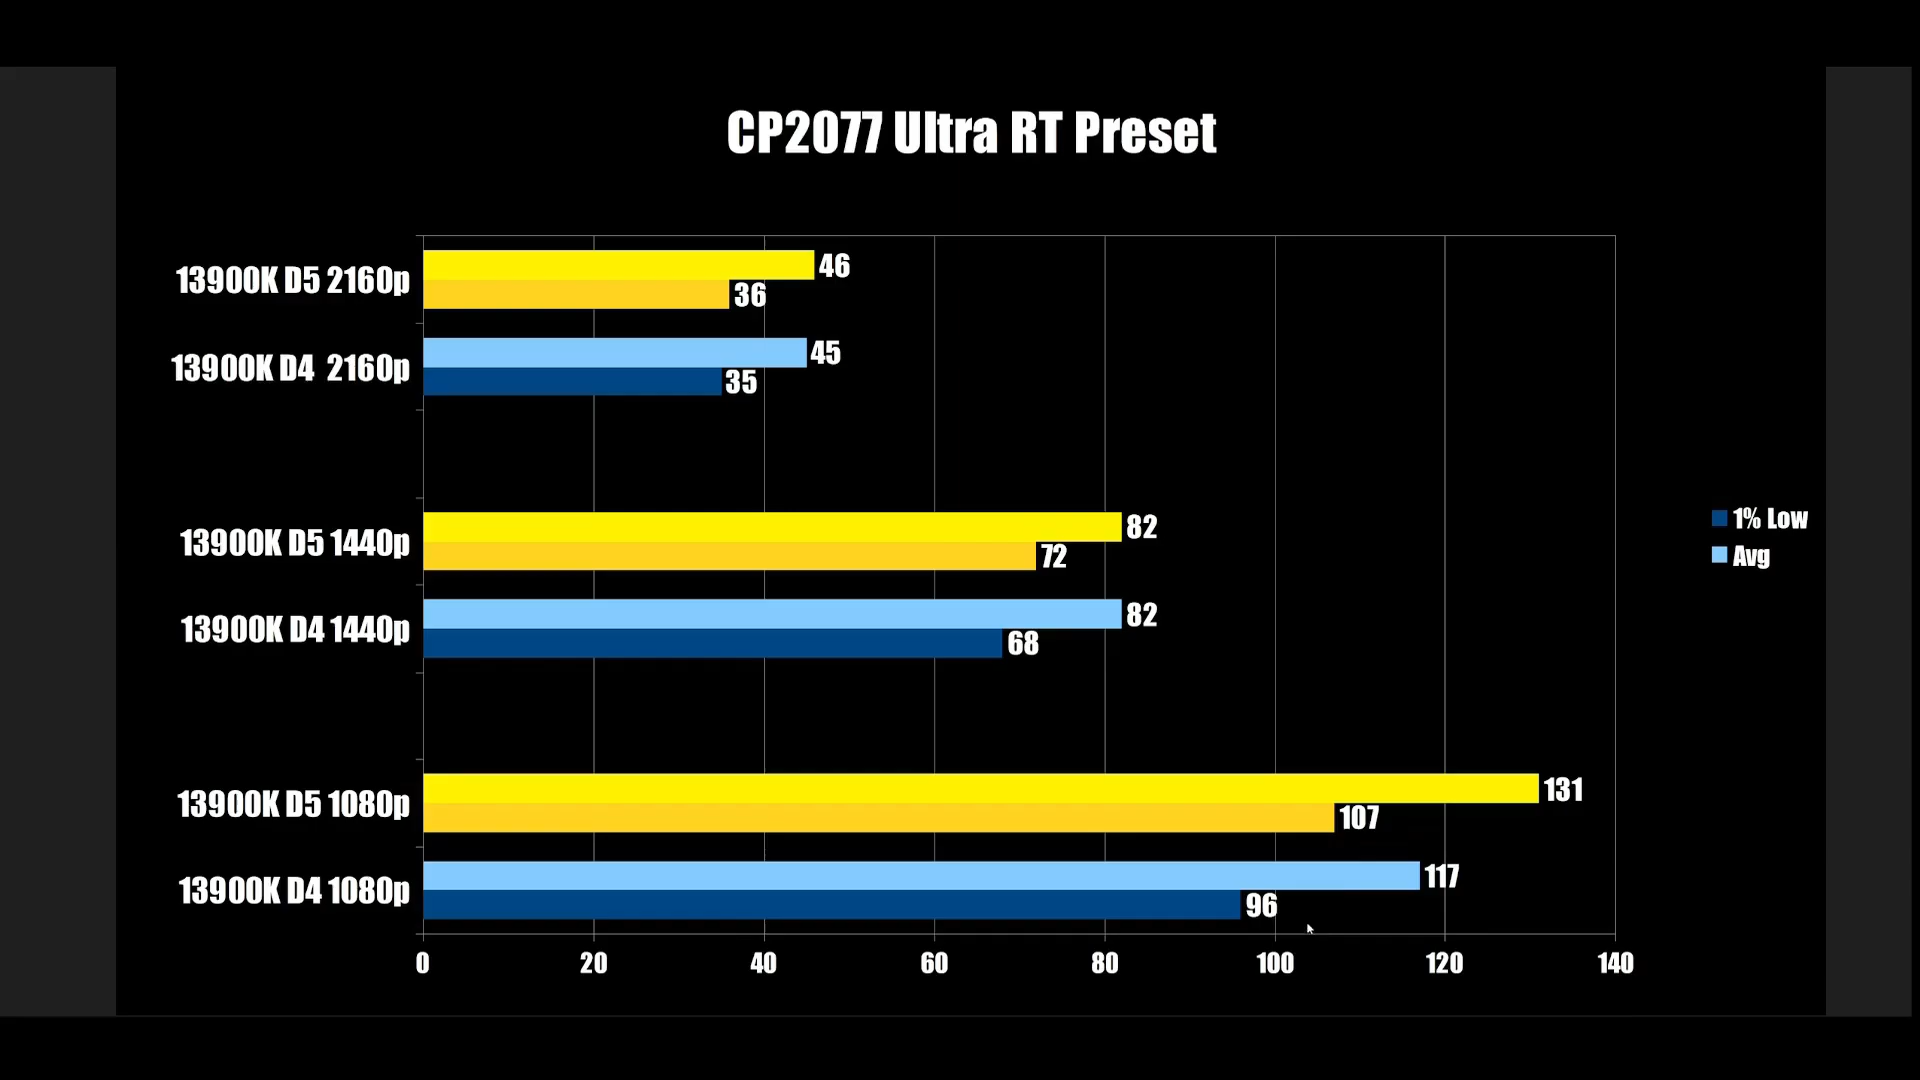 CP2077 Ultra RT Preset
13900K D5 2160p
46
36
13900K D4  2160p
45
35
13900K D5 1440p
82
72
13900K D4 1440p
82
68
13900K D5 1080p
131
107
13900K D4 1080p
117
96
0 20 40 60 80 100 120 140
1% Low
Avg